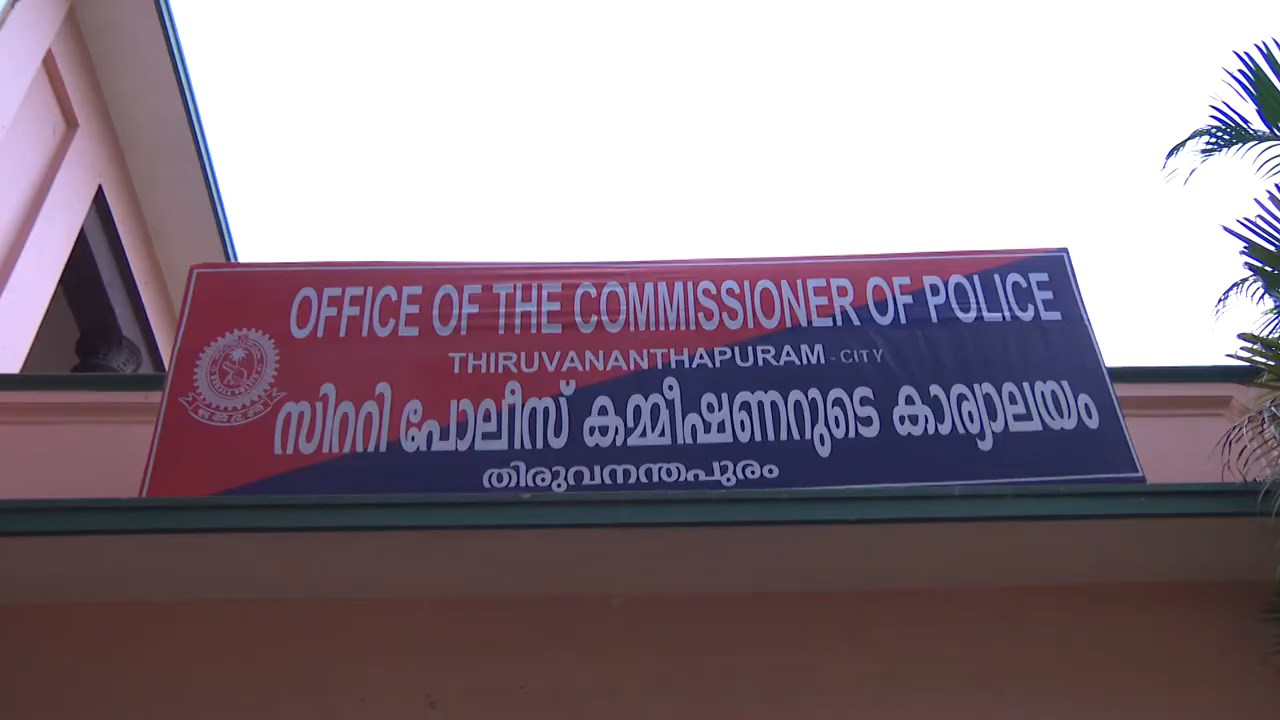 OFFICE OF THE COMMISSIONER OF POLICE
THIRUVANANTHAPURAM - CITY
സിററി പോലീസ് കമ്മീഷണറുടെ കാര്യാലയം
തിരുവനന്തപുരം